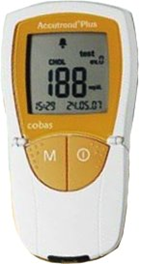 Accutrend® Plus
test
CHOL
188 mg/dL
15:29 24.05.07
cobas
M